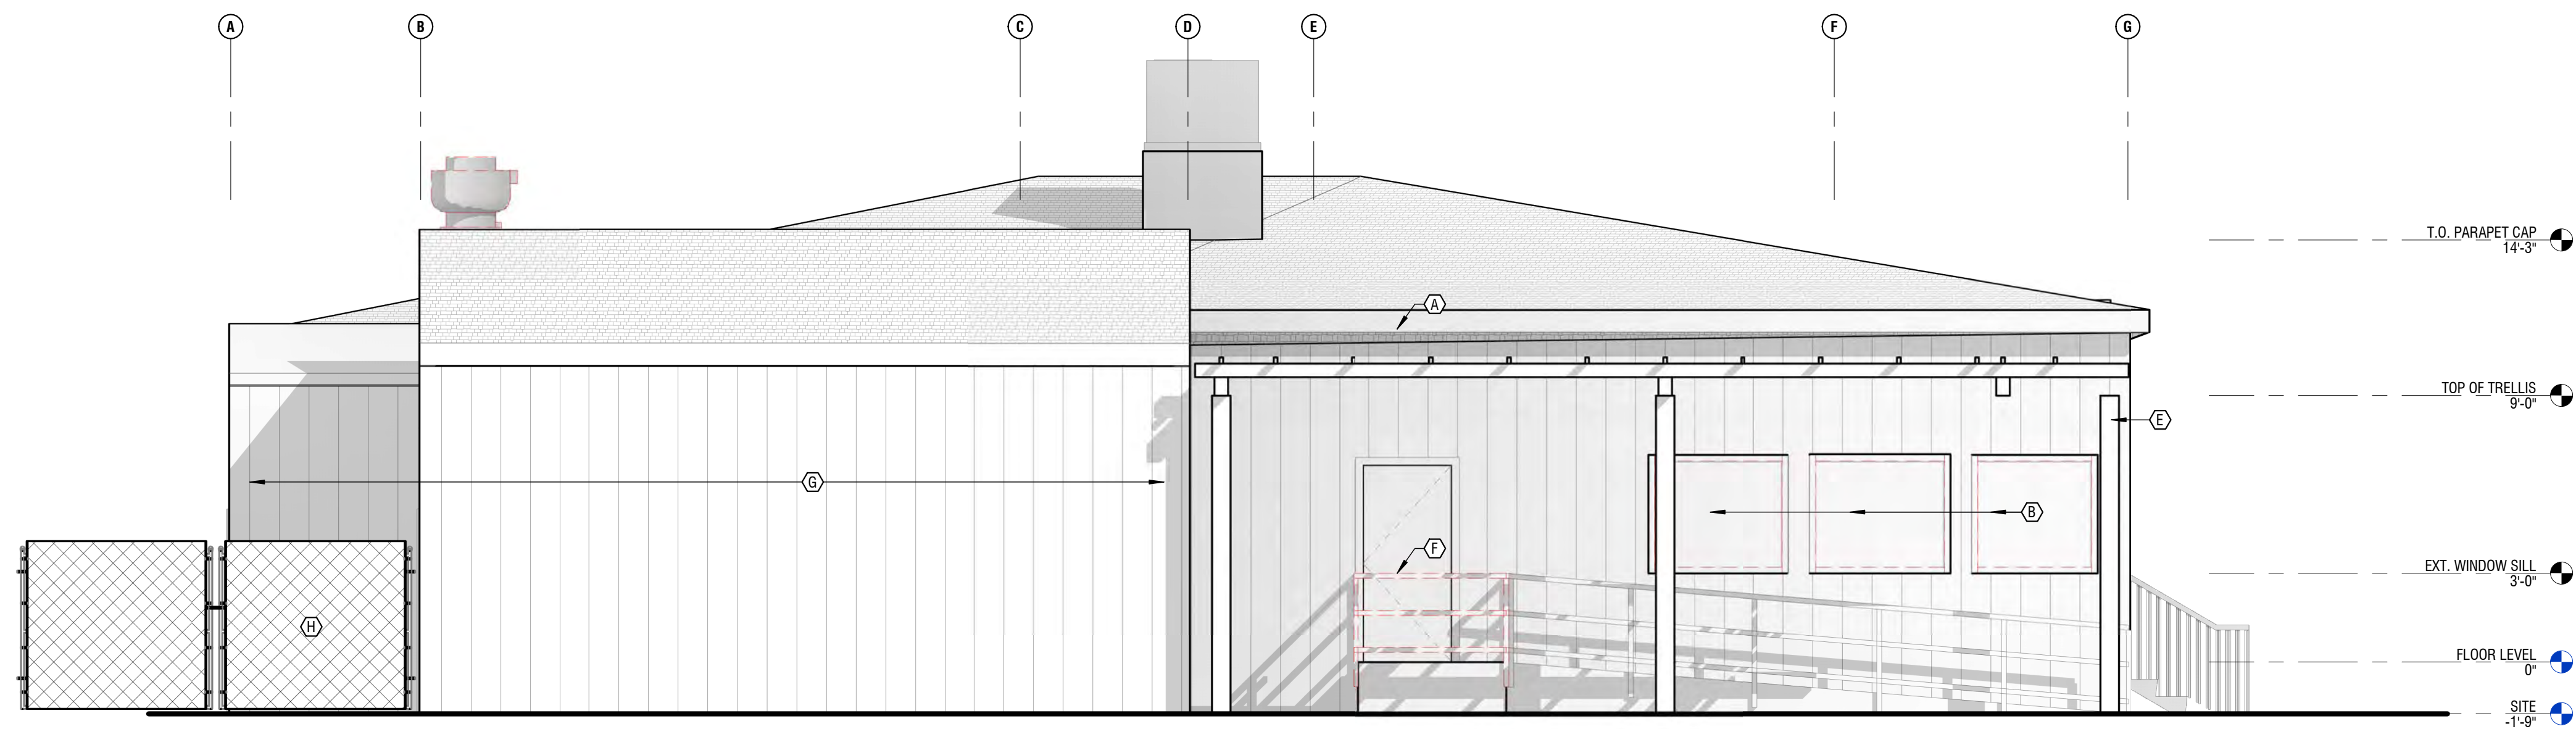 A B C D E F G
T.O. PARAPET CAP
14'-3"
A
TOP OF TRELLIS
9'-0"
E
G
B
F
EXT. WINDOW SILL
3'-0"
H
FLOOR LEVEL
0"
SITE
-1'-9"